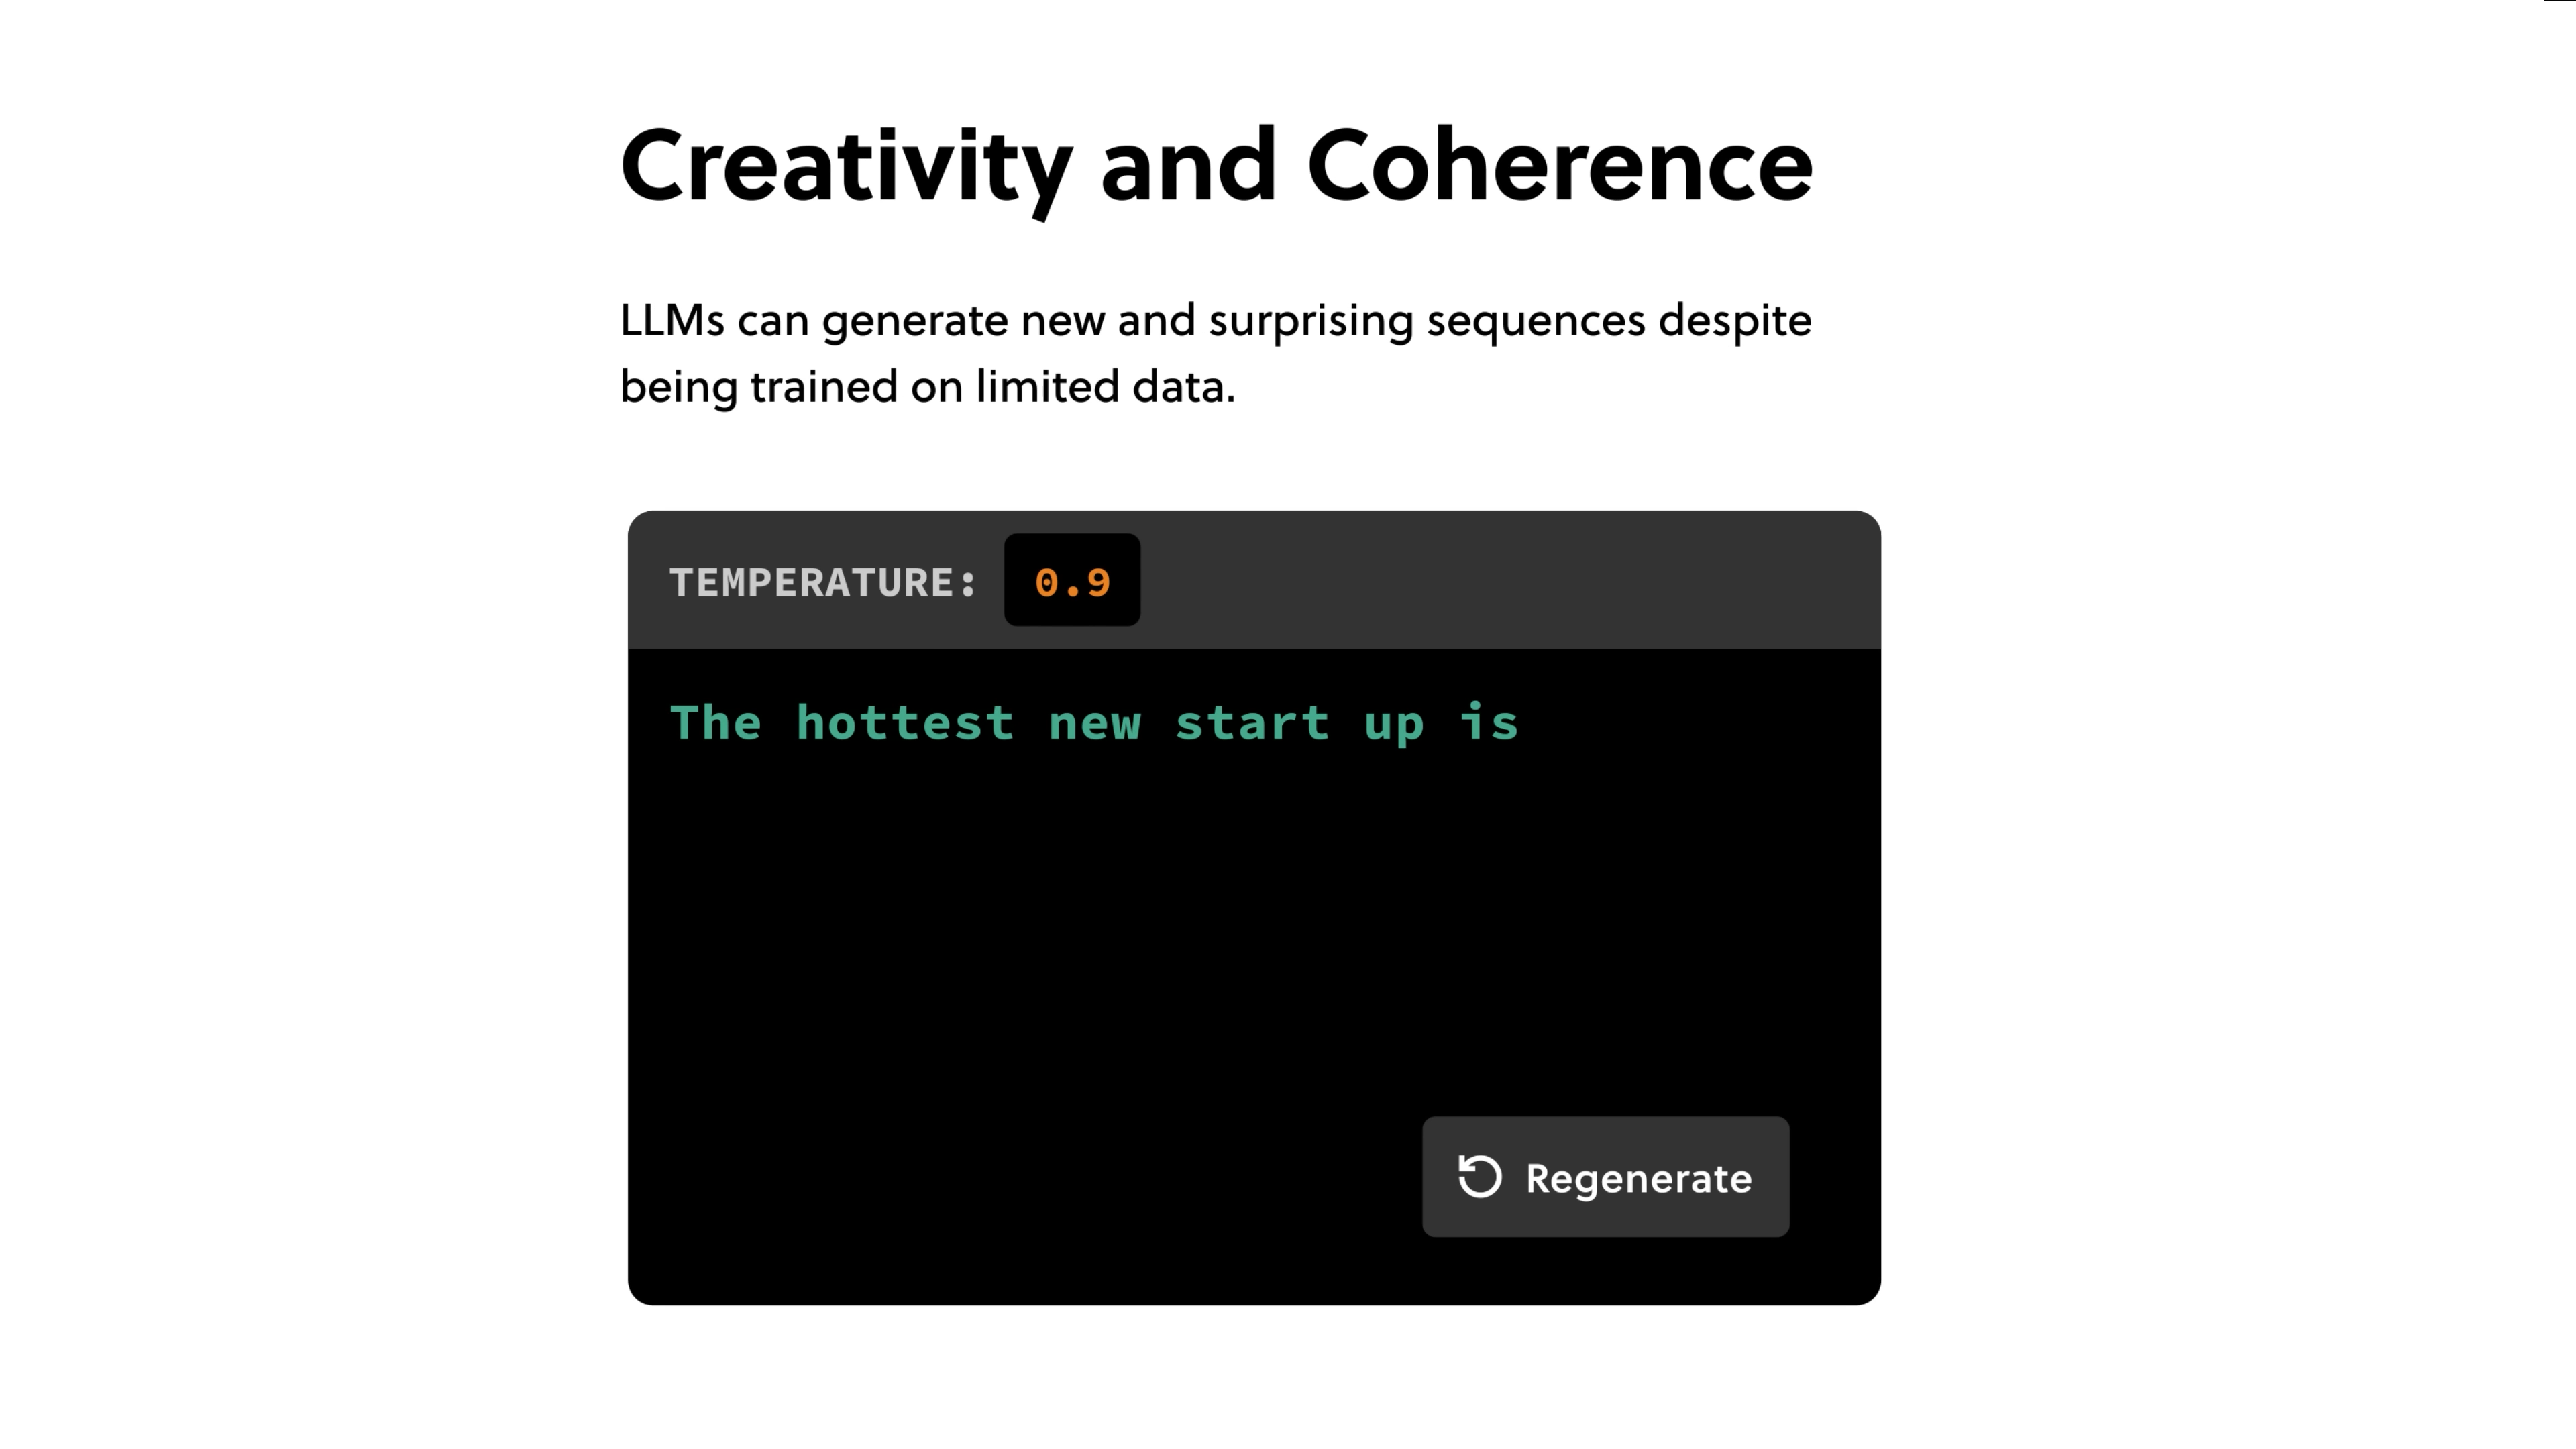 Creativity and Coherence
LLMs can generate new and surprising sequences despite
being trained on limited data.
TEMPERATURE: 0.9
The hottest new start up is
Regenerate